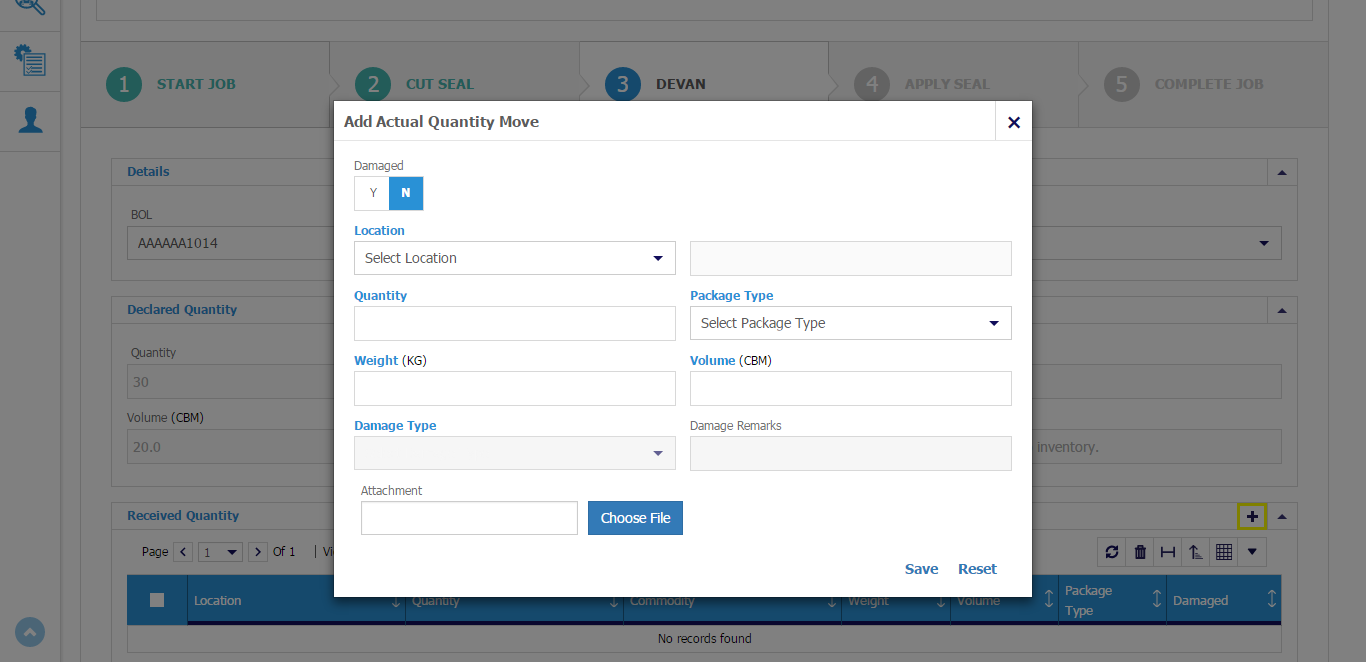 1 START JOB
2 CUT SEAL
3 DEVAN
4 APPLY SEAL
5 COMPLETE JOB
Add Actual Quantity Move
Damaged
Y N
Location
Select Location
Quantity
Package Type
Select Package Type
Weight (KG)
Volume (CBM)
Damage Type
Damage Remarks
Attachment
Choose File
Save Reset
Details
BOL
AAAAAA1014
Declared Quantity
Quantity
30
Volume (CBM)
20.0
inventory.
Received Quantity
Page 1 Of 1 |
Location Quantity Commodity Weight Volume Package Type Damaged
No records found